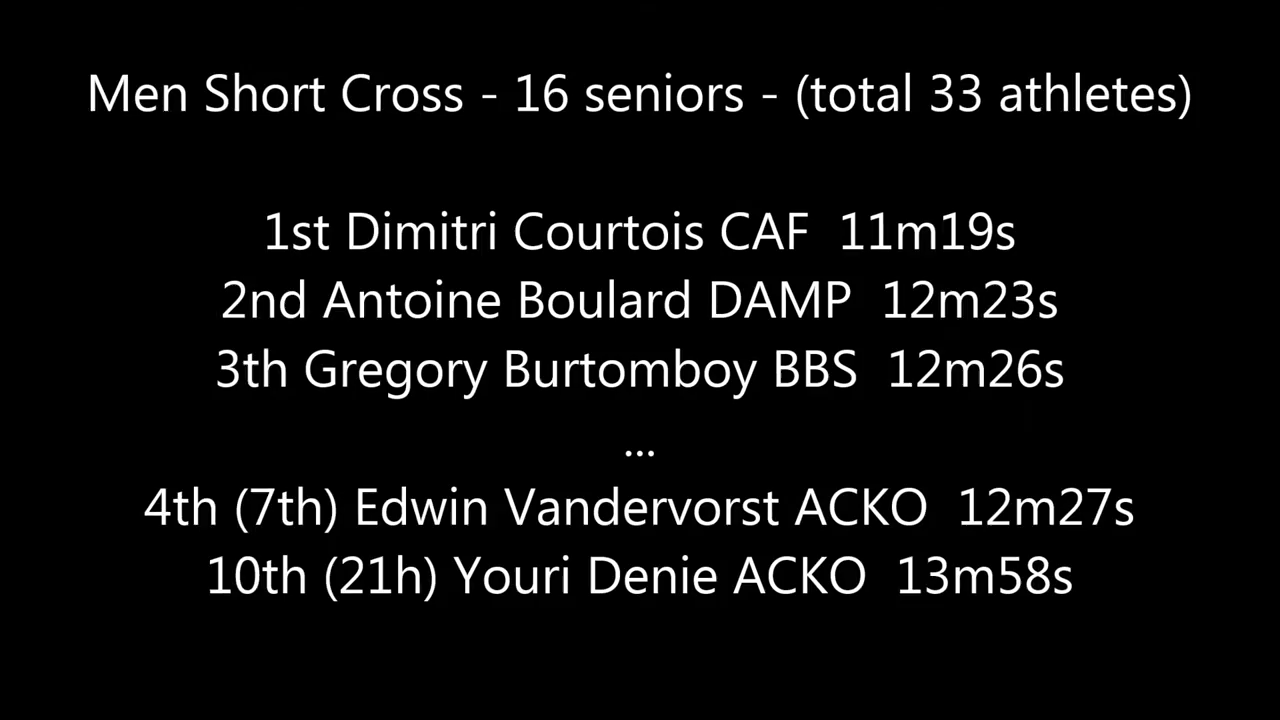 Men Short Cross - 16 seniors - (total 33 athletes)
1st Dimitri Courtois CAF 11m19s
2nd Antoine Boulard DAMP 12m23s
3th Gregory Burtomboy BBS 12m26s
...
4th (7th) Edwin Vandervorst ACKO 12m27s
10th (21h) Youri Denie ACKO 13m58s